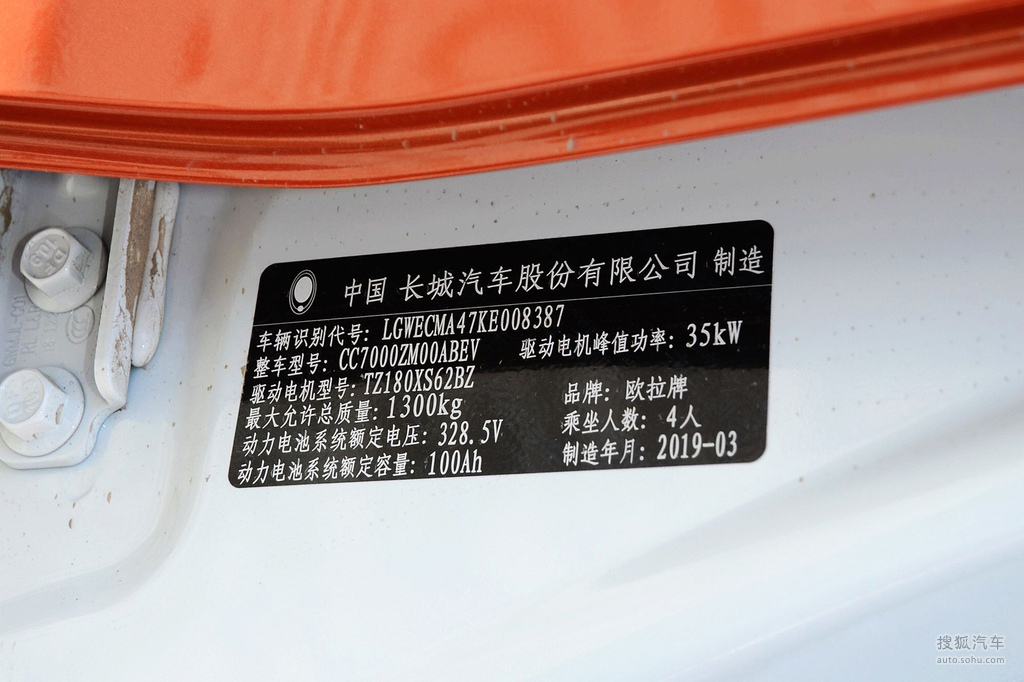 中国 长城汽车股份有限公司 制造
车辆识别代号: LGWECMA47KE008387
整车型号: CC7000ZM00ABEV 驱动电机峰值功率: 35kW
驱动电机型号: TZ180XS62BZ 品牌: 欧拉牌
最大允许总质量: 1300kg 乘坐人数: 4人
动力电池系统额定电压: 328.5V 制造年月: 2019-03
动力电池系统额定容量: 100Ah
搜狐汽车
auto.sohu.com